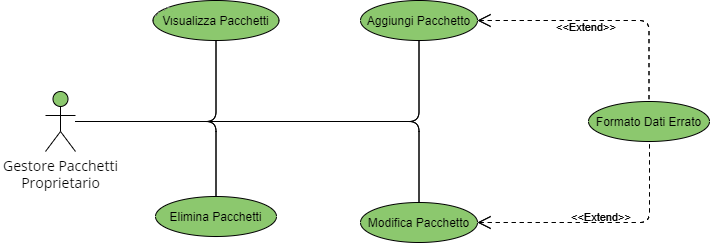 Visualizza Pacchetti
Aggiungi Pacchetto
<<Extend>>
Formato Dati Errato
Gestore Pacchetti
Proprietario
Elimina Pacchetti
Modifica Pacchetto
<<Extend>>